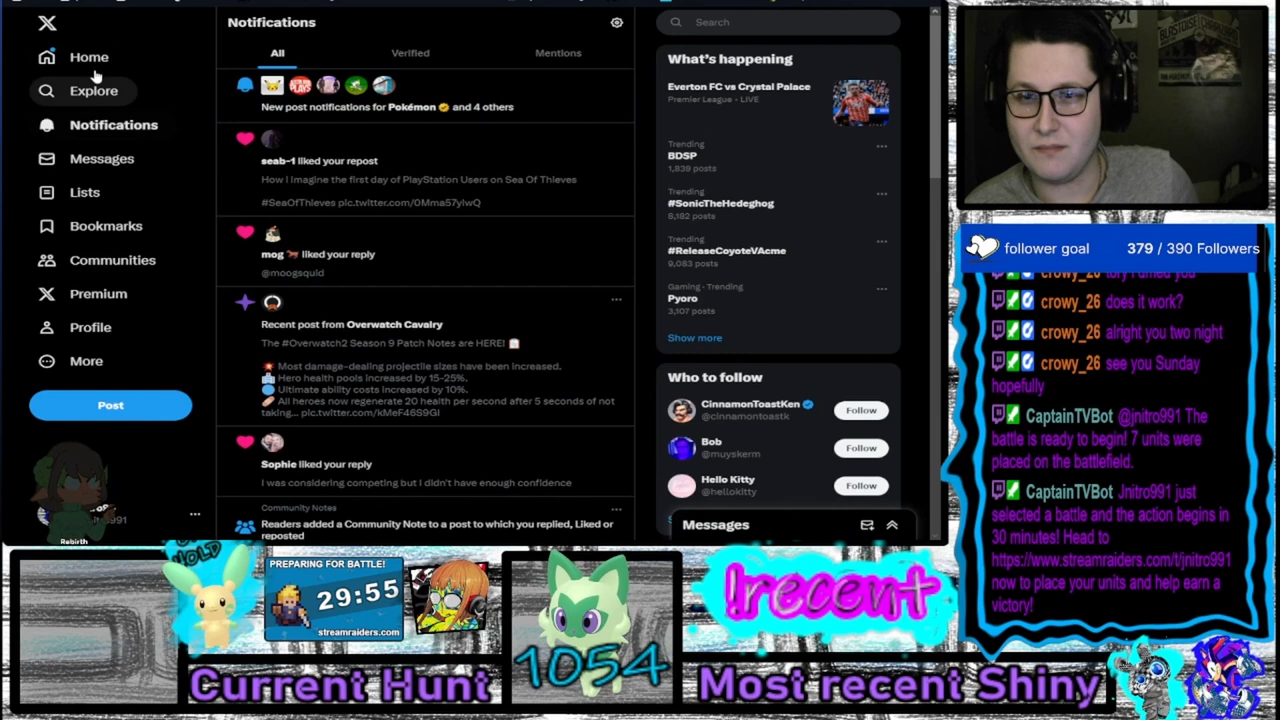 Home
Explore
Notifications
Messages
Lists
Bookmarks
Communities
Premium
Profile
More
Post
Rebirth
Notifications
All
Verified
Mentions
New post notifications for Pokémon and 4 others
seab-1 liked your repost
How I imagine the first day of PlayStation Users on Sea Of Thieves
#SeaOfThieves plc.twitter.com/0Mma57ylwQ
mog liked your reply
@moogsquid
Recent post from Overwatch Cavalry
The #Overwatch2 Season 9 Patch Notes are HERE!
Most damage-dealing projectile sizes have been increased.
Hero health pools increased by 15-25%.
Ultimate ability costs increased by 10%.
All heroes now regenerate 20 health per second after 5 seconds of not
taking... plc.twitter.com/kMeF46S9GI
Sophie liked your reply
I was considering competing but I didn't have enough confidence
Community Notes
Readers added a Community Note to a post to which you replied, Liked or
reposted
Search
What's happening
Everton FC vs Crystal Palace
Premier League · LIVE
Trending
BDSP
1,839 posts
Trending
#SonicTheHedeghog
8,192 posts
Trending
#ReleaseCoyoteVAcme
9,083 posts
Gaming · Trending
Pyoro
3,107 posts
Show more
Who to follow
CinnamonToastKen
@cinnamontoastk
Follow
Bob
@muyskerm
Follow
Hello Kitty
@hellokitty
Follow
Messages
follower goal 379 / 390 Followers
crowy_26 does it work?
crowy_26 alright you two night
crowy_26 see you Sunday
hopefully
CaptainTVBot @jnitro991 The
battle is ready to begin! 7 units were
placed on the battlefield.
CaptainTVBot Jnitro991 just
selected a battle and the action begins in
30 minutes! Head to
https://www.streamraiders.com/t/jnitro991
now to place your units and help earn a
victory!
HOLD
PREPARING FOR BATTLE!
29:55
streamraiders.com
Current Hunt
1054
!recent
Most recent Shiny